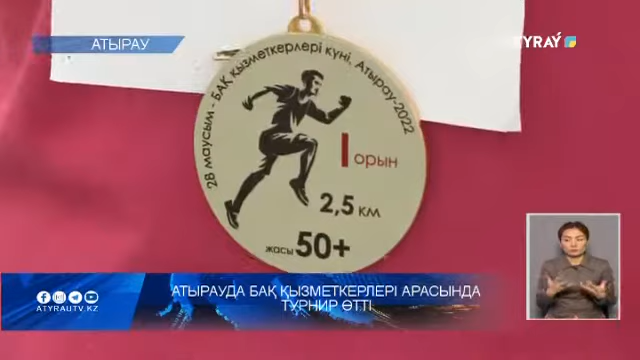 АТЫРАУ
TYRAÝ
28 маусым - БАҚ қызметкерлері күні. Атырау-2022
I орын
2,5 км
жасы 50+
АТЫРАУДА БАҚ ҚЫЗМЕТКЕРЛЕРІ АРАСЫНДА
ТУРНИР ӨТТІ
ATYRAUTV.KZ